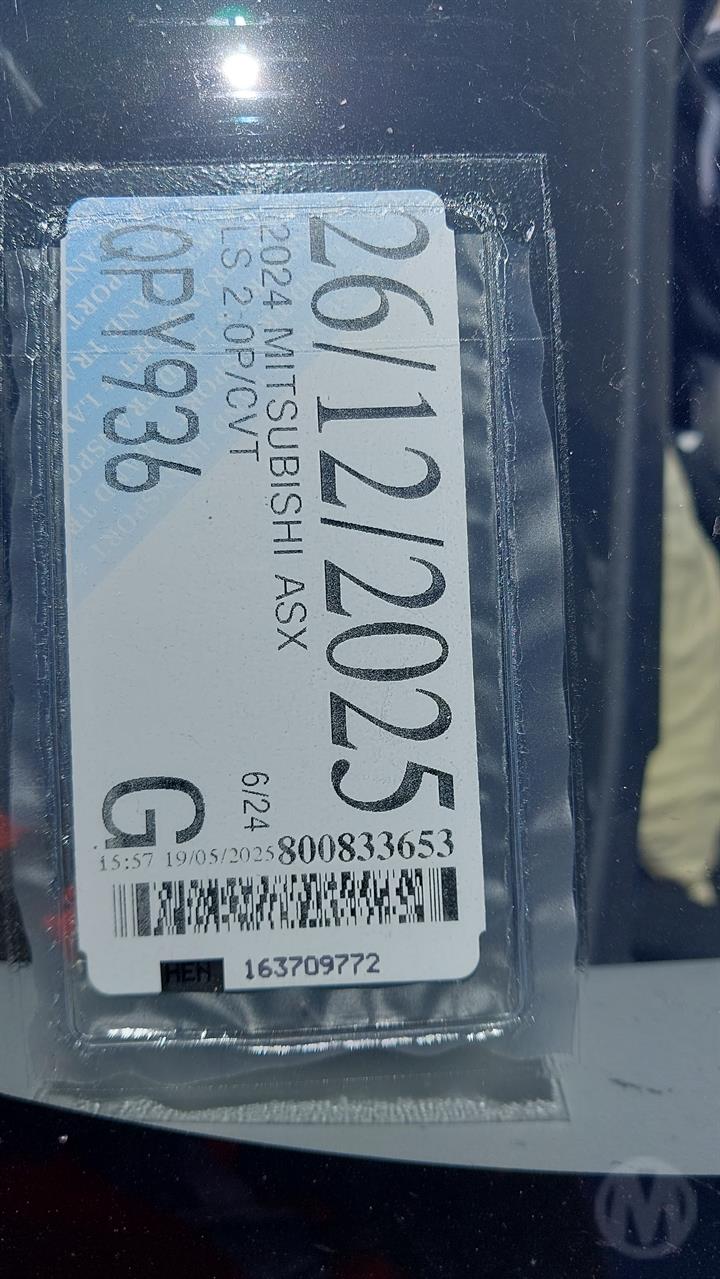 26/12/2025
2024 MITSUBISHI ASX
LS 2.0P/CVT
6/24
QPY936
G
15:57 19/05/2025
800833653
HEN
163709772
M